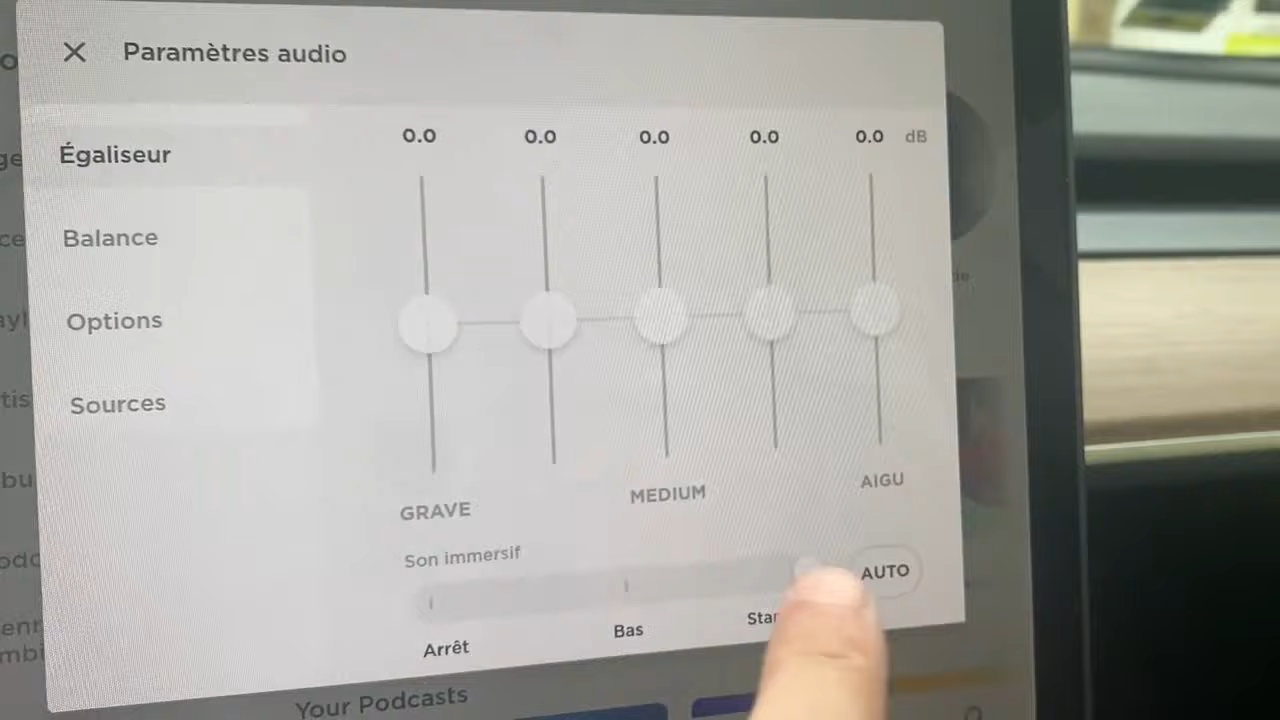 Paramètres audio
Égaliseur
Balance
Options
Sources
0.0 0.0 0.0 0.0 0.0 dB
GRAVE MEDIUM AIGU
Son immersif
AUTO
Arrêt Bas
Your Podcasts